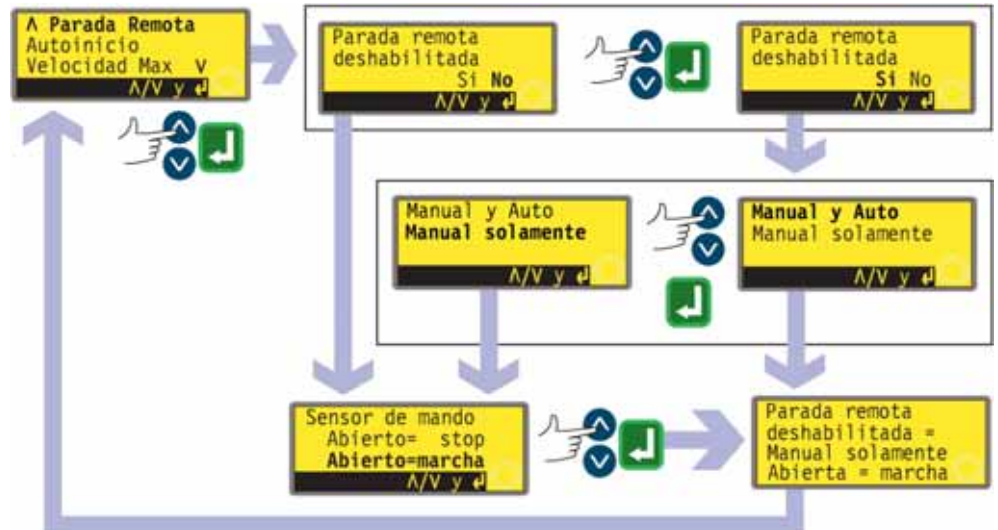 Λ Parada Remota
Autoinicio
Velocidad Max v
Λ/V y ↲
Parada remota
deshabilitada
Si No
Λ/V y ↲
Parada remota
deshabilitada
Si No
Λ/V y ↲
Manual y Auto
Manual solamente
Λ/V y ↲
Manual y Auto
Manual solamente
Λ/V y ↲
Sensor de mando
Abierto= stop
Abierto=marcha
Λ/V y ↲
Parada remota
deshabilitada =
Manual solamente
Abierta = marcha